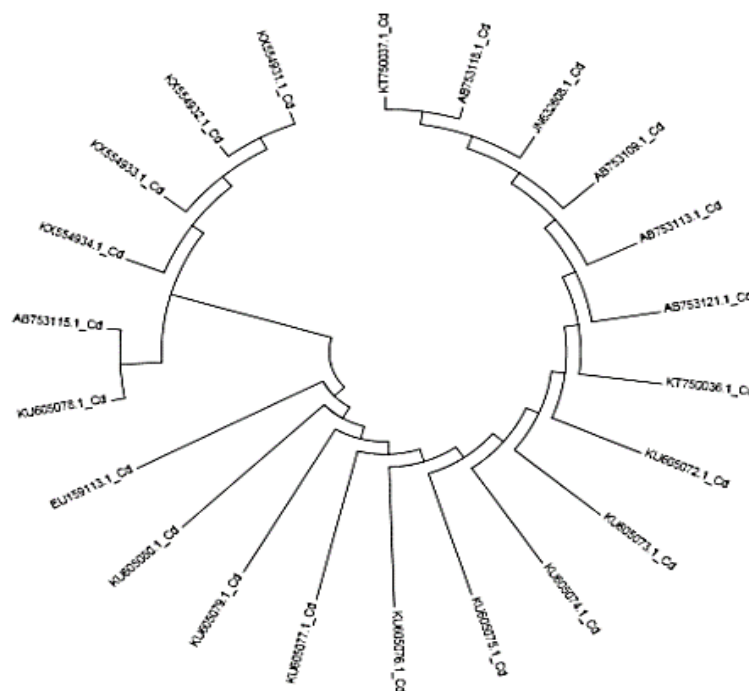 KT750037.1_Cd
AB753118.1_Cd
JN632608.1_Cd
AB753109.1_Cd
AB753113.1_Cd
AB753121.1_Cd
KT750036.1_Cd
KU605072.1_Cd
KU605073.1_Cd
KU605074.1_Cd
KU605075.1_Cd
KU605076.1_Cd
KU605077.1_Cd
KU605079.1_Cd
KU605080.1_Cd
EU159113.1_Cd
KU605078.1_Cd
AB753115.1_Cd
KX554934.1_Cd
KX554933.1_Cd
KX554932.1_Cd
KX554931.1_Cd